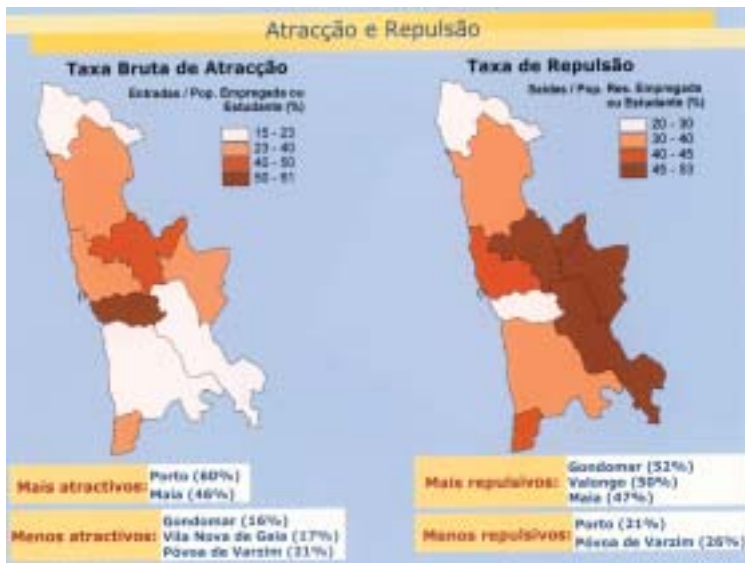 Atracção e Repulsão
Taxa Bruta de Atracção
Entradas / Pop. Empregada ou
Estudante (%)
15 - 23
23 - 40
40 - 50
50 - 61
Mais atractivos:
Porto (60%)
Maia (46%)
Menos atractivos:
Gondomar (16%)
Vila Nova de Gaia (17%)
Póvoa de Varzim (21%)
Taxa de Repulsão
Saídas / Pop. Res. Empregada
ou Estudante (%)
20 - 30
30 - 40
40 - 45
45 - 53
Mais repulsivos:
Gondomar (52%)
Valongo (50%)
Maia (47%)
Menos repulsivos:
Porto (21%)
Póvoa de Varzim (26%)